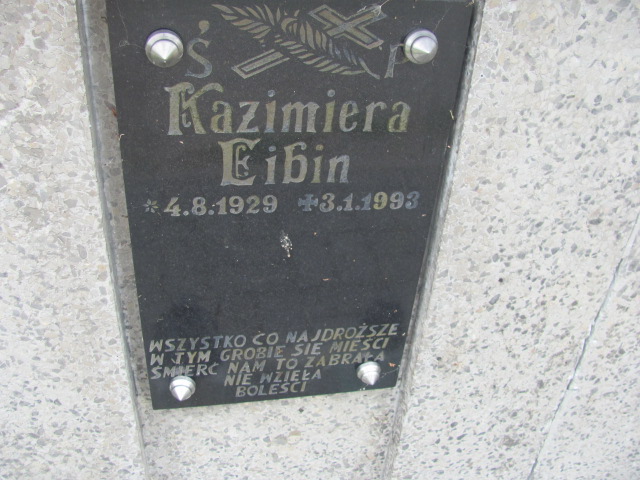 Ś P
Kazimiera
Cibin
*4.8.1929 ✠3.1.1993
WSZYSTKO CO NAJDROŻSZE
W TYM GROBIE SIĘ MIEŚCI
ŚMIERĆ NAM TO ZABRAŁA
NIE WZIĘŁA
BOLEŚCI